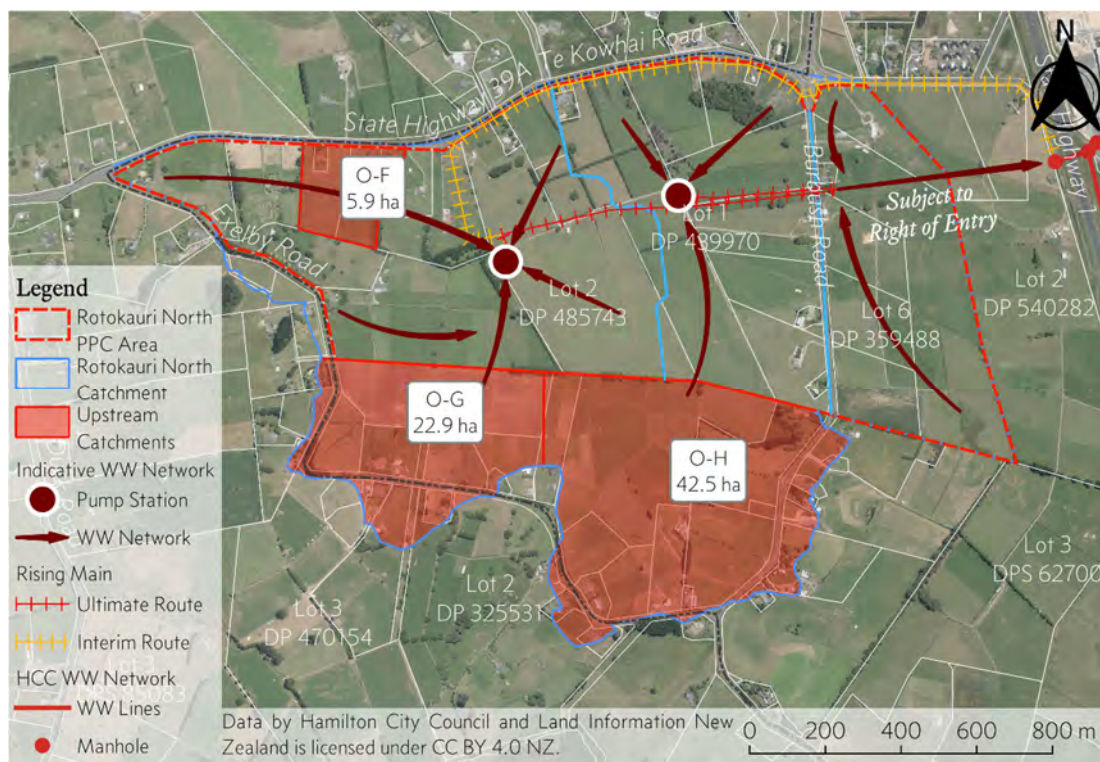 N
Te Kowhai Road
State Highway 39A
State Highway 1
O-F
5.9 ha
Burbush Road
Subject to
Right of Entry
Lot 1
DP 439970
Exelby Road
Lot 2
DP 485743
Lot 2
DP 540282
Lot 6
DP 359488
O-G
22.9 ha
O-H
42.5 ha
Lot 3
DPS 62700
Lot 2
DP 325531
Lot 3
DP 470154
Legend
Rotokauri North
PPC Area
Rotokauri North
Catchment
Upstream
Catchments
Indicative WW Network
Pump Station
WW Network
Rising Main
Ultimate Route
Interim Route
HCC WW Network
WW Lines
Manhole
Data by Hamilton City Council and Land Information New
Zealand is licensed under CC BY 4.0 NZ.
0 200 400 600 800 m